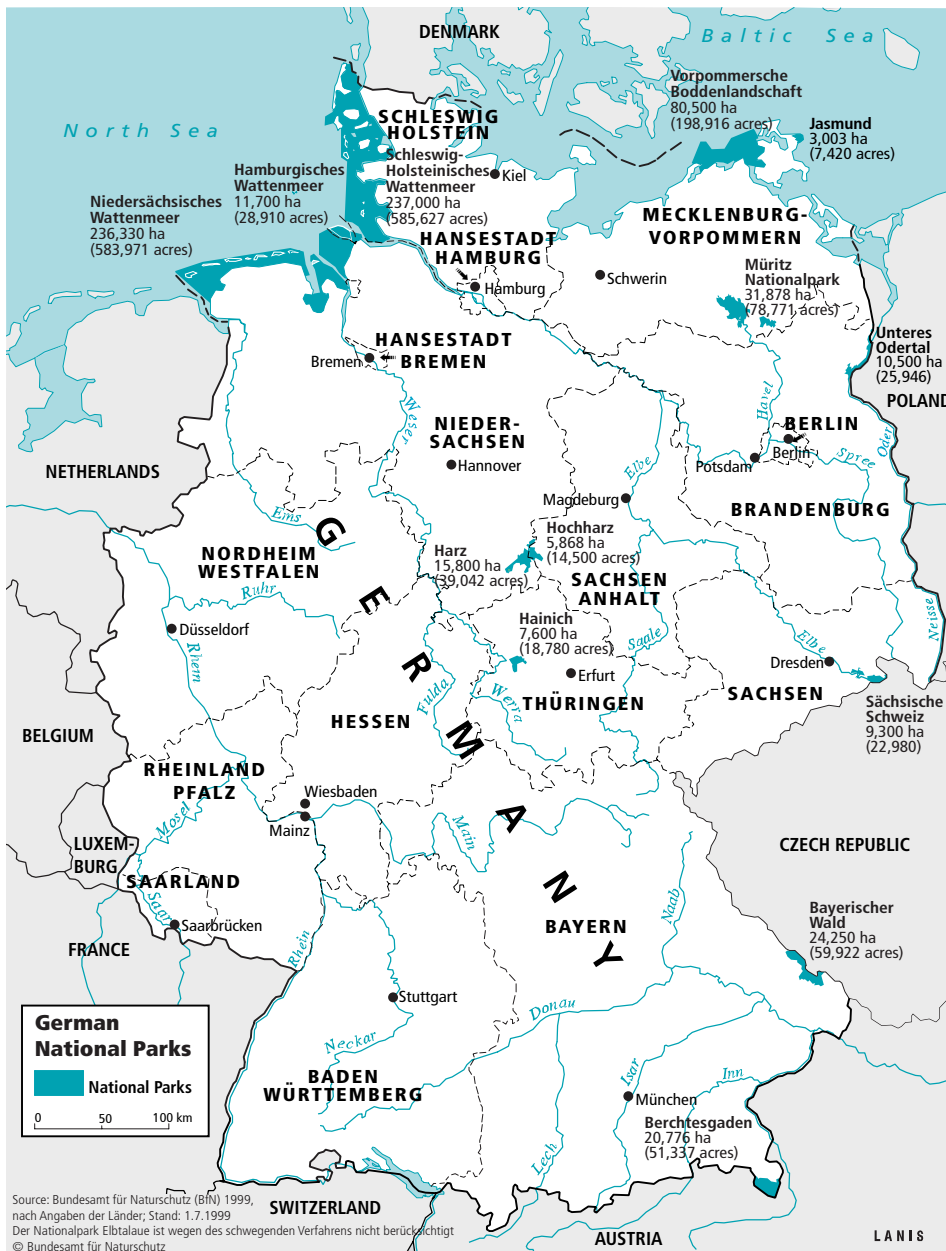 DENMARK
Baltic Sea
North Sea
Vorpommersche
Boddenlandschaft
80,500 ha
(198,916 acres)
Jasmund
3,003 ha
(7,420 acres)
SCHLESWIG
HOLSTEIN
Schleswig-
Holsteinisches
Wattenmeer
237,000 ha
(585,627 acres)
Kiel
Hamburgisches
Wattenmeer
11,700 ha
(28,910 acres)
Niedersächsisches
Wattenmeer
236,330 ha
(583,971 acres)
MECKLENBURG-
VORPOMMERN
HANSESTADT
HAMBURG
Hamburg
Schwerin
Müritz
Nationalpark
31,878 ha
(78,771 acres)
Unteres
Odertal
10,500 ha
(25,946)
POLAND
HANSESTADT
BREMEN
Bremen
Weser
NIEDER-
SACHSEN
Hannover
Elbe
Havel
BERLIN
Berlin
Potsdam
Spree
Oder
Magdeburg
BRANDENBURG
NETHERLANDS
Ems
NORDHEIM
WESTFALEN
Ruhr
Düsseldorf
Rhein
Harz
15,800 ha
(39,042 acres)
Hochharz
5,868 ha
(14,500 acres)
SACHSEN
ANHALT
Hainich
7,600 ha
(18,780 acres)
Saale
Elbe
Neisse
Dresden
Erfurt
THÜRINGEN
SACHSEN
Sächsische
Schweiz
9,300 ha
(22,980)
Fulda
Werra
HESSEN
GERMANY
BELGIUM
RHEINLAND
PFALZ
Mosel
Wiesbaden
Mainz
Main
LUXEM-
BURG
SAARLAND
Saar
Saarbrücken
CZECH REPUBLIC
FRANCE
Rhein
BAYERN
Naab
Bayerischer
Wald
24,250 ha
(59,922 acres)
Stuttgart
Donau
Neckar
BADEN
WÜRTTEMBERG
Isar
Inn
Lech
München
Berchtesgaden
20,776 ha
(51,337 acres)
German
National Parks
National Parks
0 50 100 km
SWITZERLAND
AUSTRIA
Source: Bundesamt für Naturschutz (BfN) 1999,
nach Angaben der Länder; Stand: 1.7.1999
Der Nationalpark Elbtalaue ist wegen des schwegenden Verfahrens nicht berücksichtigt
© Bundesamt für Naturschutz
LANIS